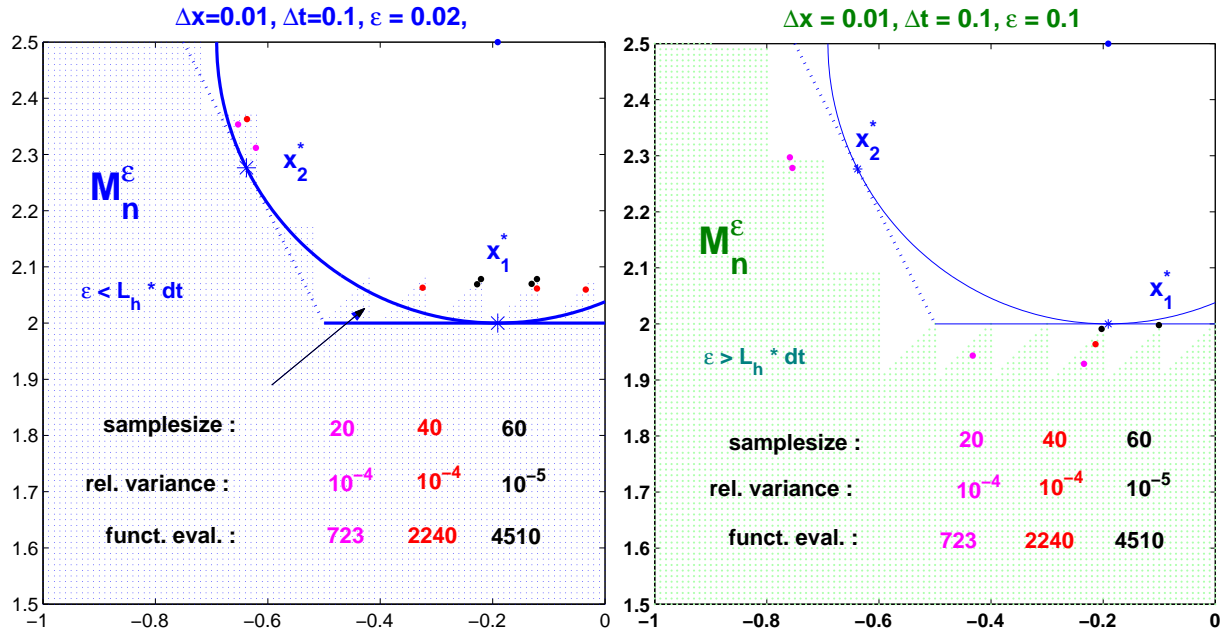 Δx=0.01, Δt=0.1, ε = 0.02,
2.5
2.4
2.3
2.2
2.1
2
1.9
1.8
1.7
1.6
1.5
−1
−0.8
−0.6
−0.4
−0.2
0
x₂*
M_n^ε
x₁*
ε < L_h * dt
samplesize : 20 40 60
rel. variance : 10⁻⁴ 10⁻⁴ 10⁻⁵
funct. eval. : 723 2240 4510
Δx = 0.01, Δt = 0.1, ε = 0.1
2.5
2.4
2.3
2.2
2.1
2
1.9
1.8
1.7
1.6
1.5
−1
−0.8
−0.6
−0.4
−0.2
0
x₂*
M_n^ε
x₁*
ε > L_h * dt
samplesize : 20 40 60
rel. variance : 10⁻⁴ 10⁻⁴ 10⁻⁵
funct. eval. : 723 2240 4510